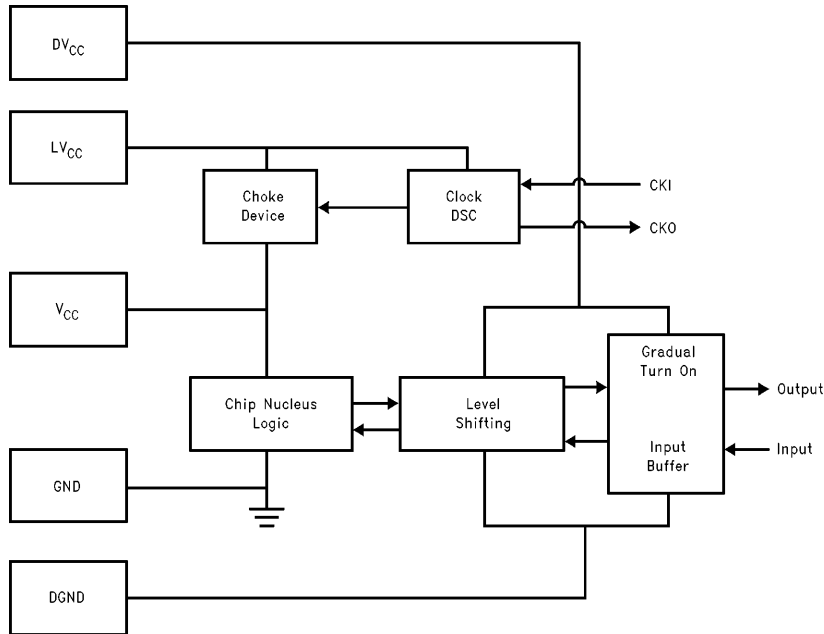 DVCC
LVCC
Choke
Device
Clock
DSC
CKI
CKO
VCC
Gradual
Turn On
Chip Nucleus
Logic
Level
Shifting
Output
Input
Buffer
Input
GND
DGND